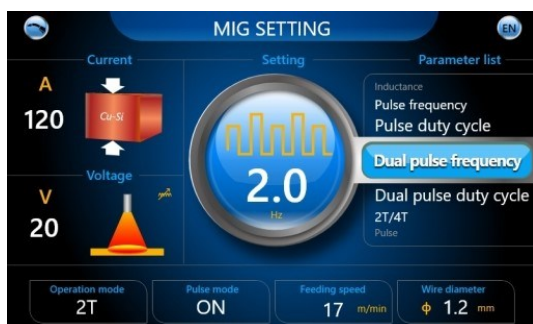 MIG SETTING
EN
Current
A
120
Cu-Si
Voltage
V
20
Setting
2.0
Hz
Parameter list
Inductance
Pulse frequency
Pulse duty cycle
Dual pulse frequency
Dual pulse duty cycle
2T/4T
Pulse
Operation mode
2T
Pulse mode
ON
Feeding speed
17 m/min
Wire diameter
ϕ 1.2 mm